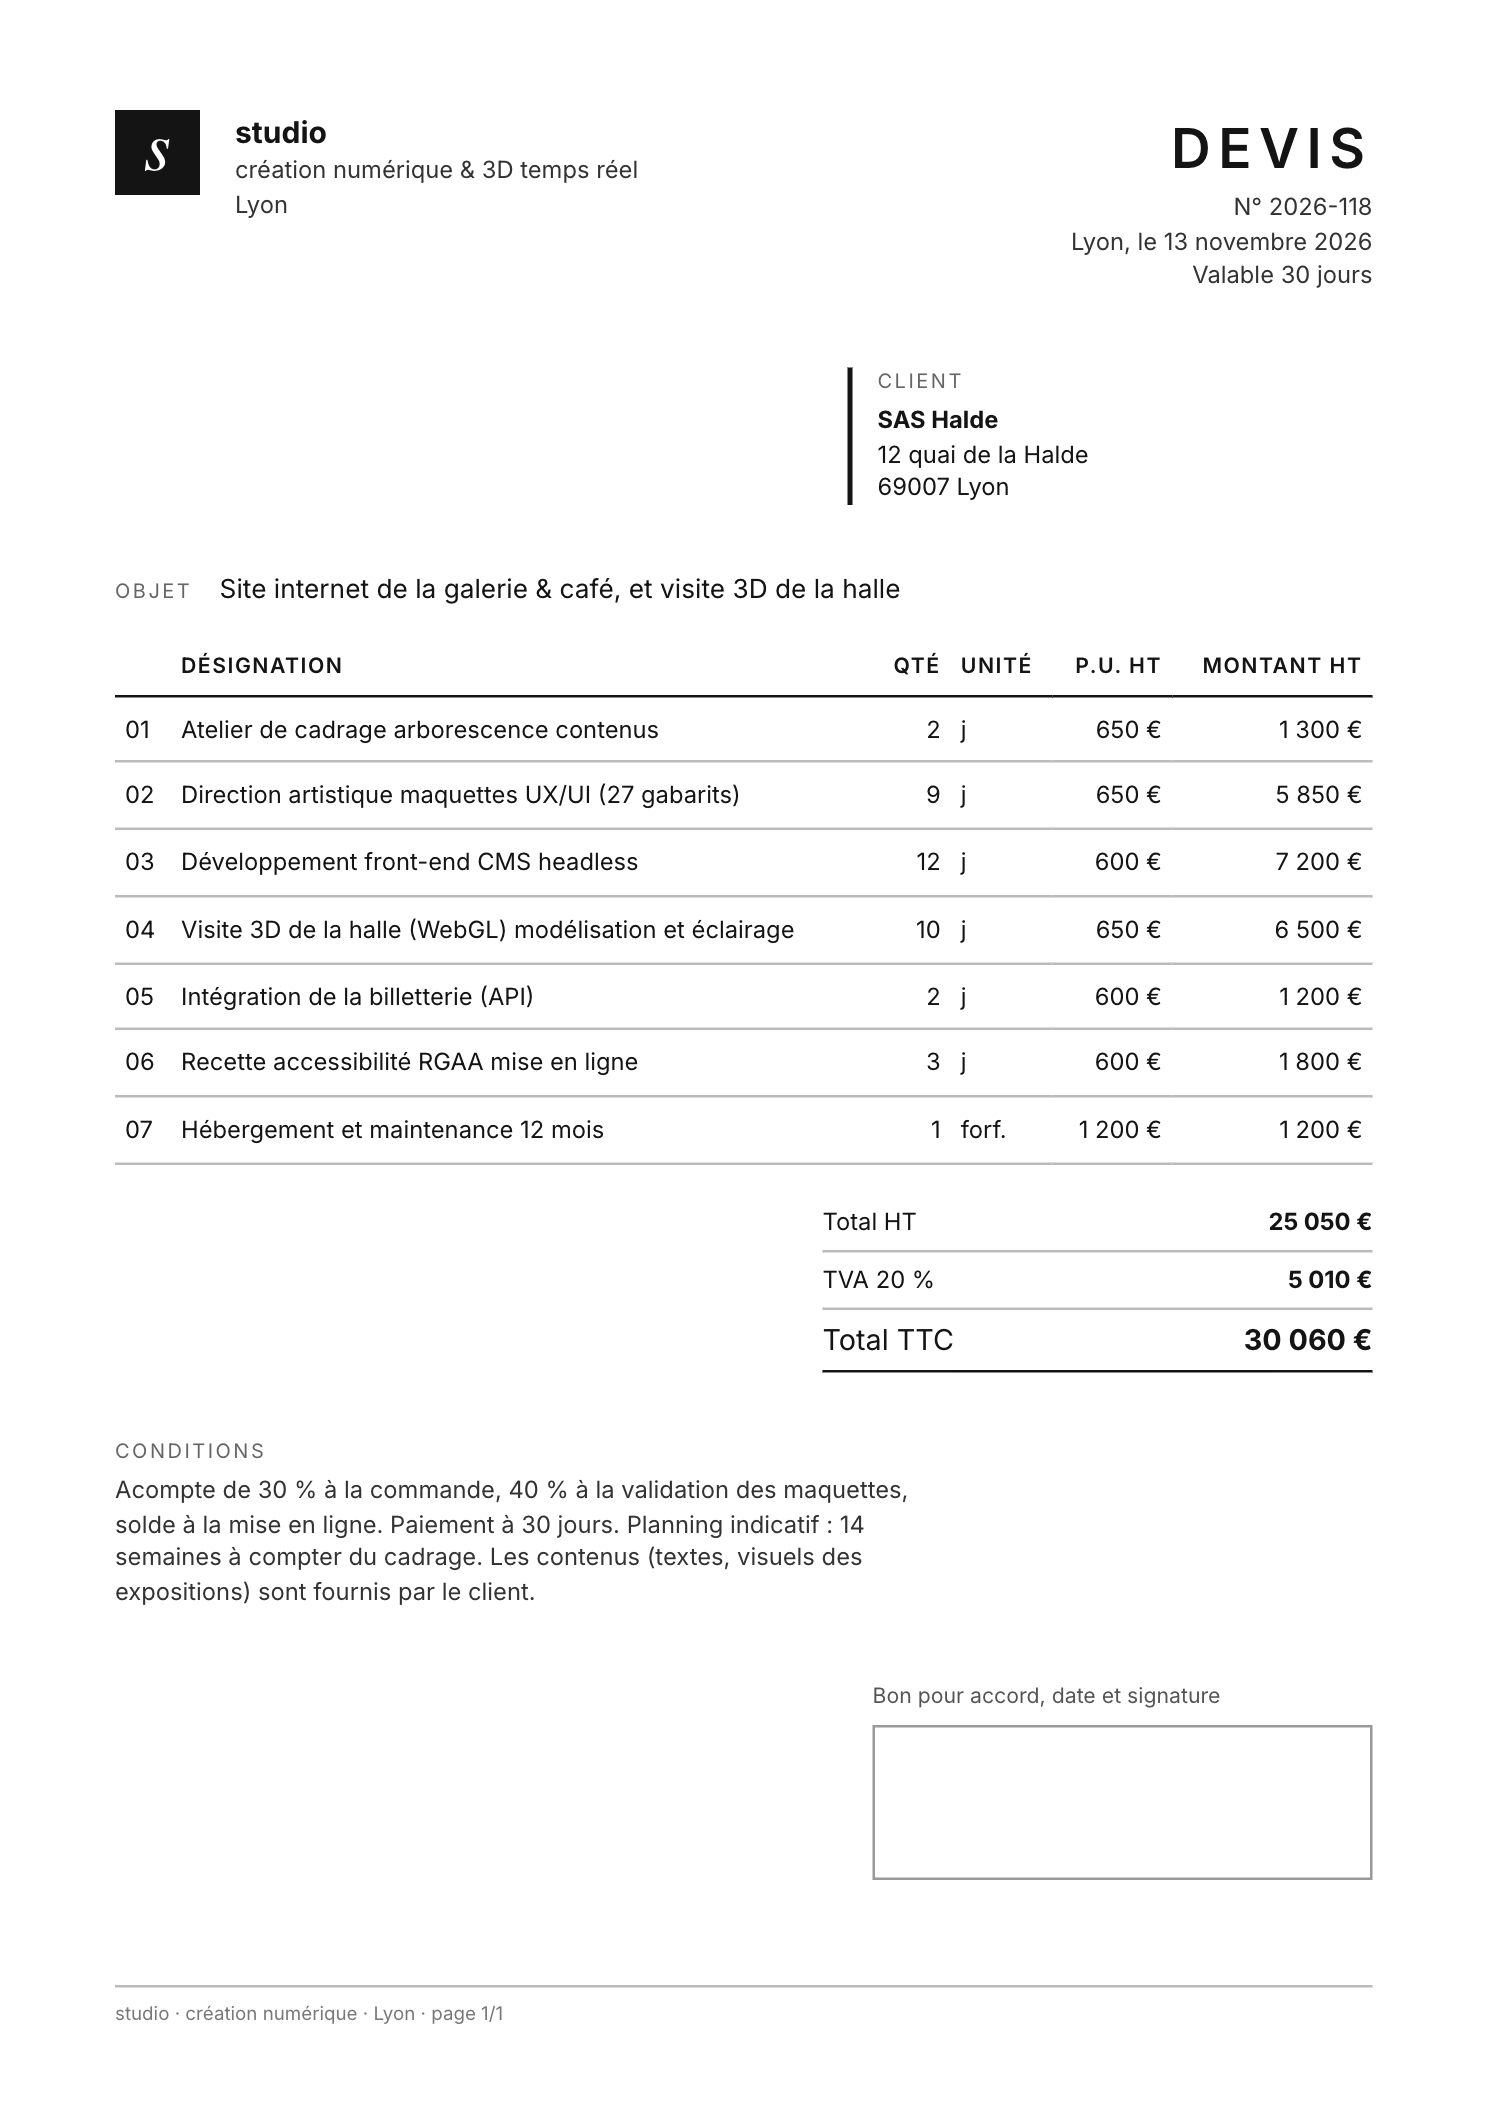 S
studio
création numérique & 3D temps réel
Lyon
DEVIS
N° 2026-118
Lyon, le 13 novembre 2026
Valable 30 jours
CLIENT
SAS Halde
12 quai de la Halde
69007 Lyon
OBJET Site internet de la galerie & café, et visite 3D de la halle
DÉSIGNATION QTÉ UNITÉ P.U. HT MONTANT HT
01 Atelier de cadrage arborescence contenus 2 j 650 € 1 300 €
02 Direction artistique maquettes UX/UI (27 gabarits) 9 j 650 € 5 850 €
03 Développement front-end CMS headless 12 j 600 € 7 200 €
04 Visite 3D de la halle (WebGL) modélisation et éclairage 10 j 650 € 6 500 €
05 Intégration de la billetterie (API) 2 j 600 € 1 200 €
06 Recette accessibilité RGAA mise en ligne 3 j 600 € 1 800 €
07 Hébergement et maintenance 12 mois 1 forf. 1 200 € 1 200 €
Total HT 25 050 €
TVA 20 % 5 010 €
Total TTC 30 060 €
CONDITIONS
Acompte de 30 % à la commande, 40 % à la validation des maquettes,
solde à la mise en ligne. Paiement à 30 jours. Planning indicatif : 14
semaines à compter du cadrage. Les contenus (textes, visuels des
expositions) sont fournis par le client.
Bon pour accord, date et signature
studio · création numérique · Lyon · page 1/1